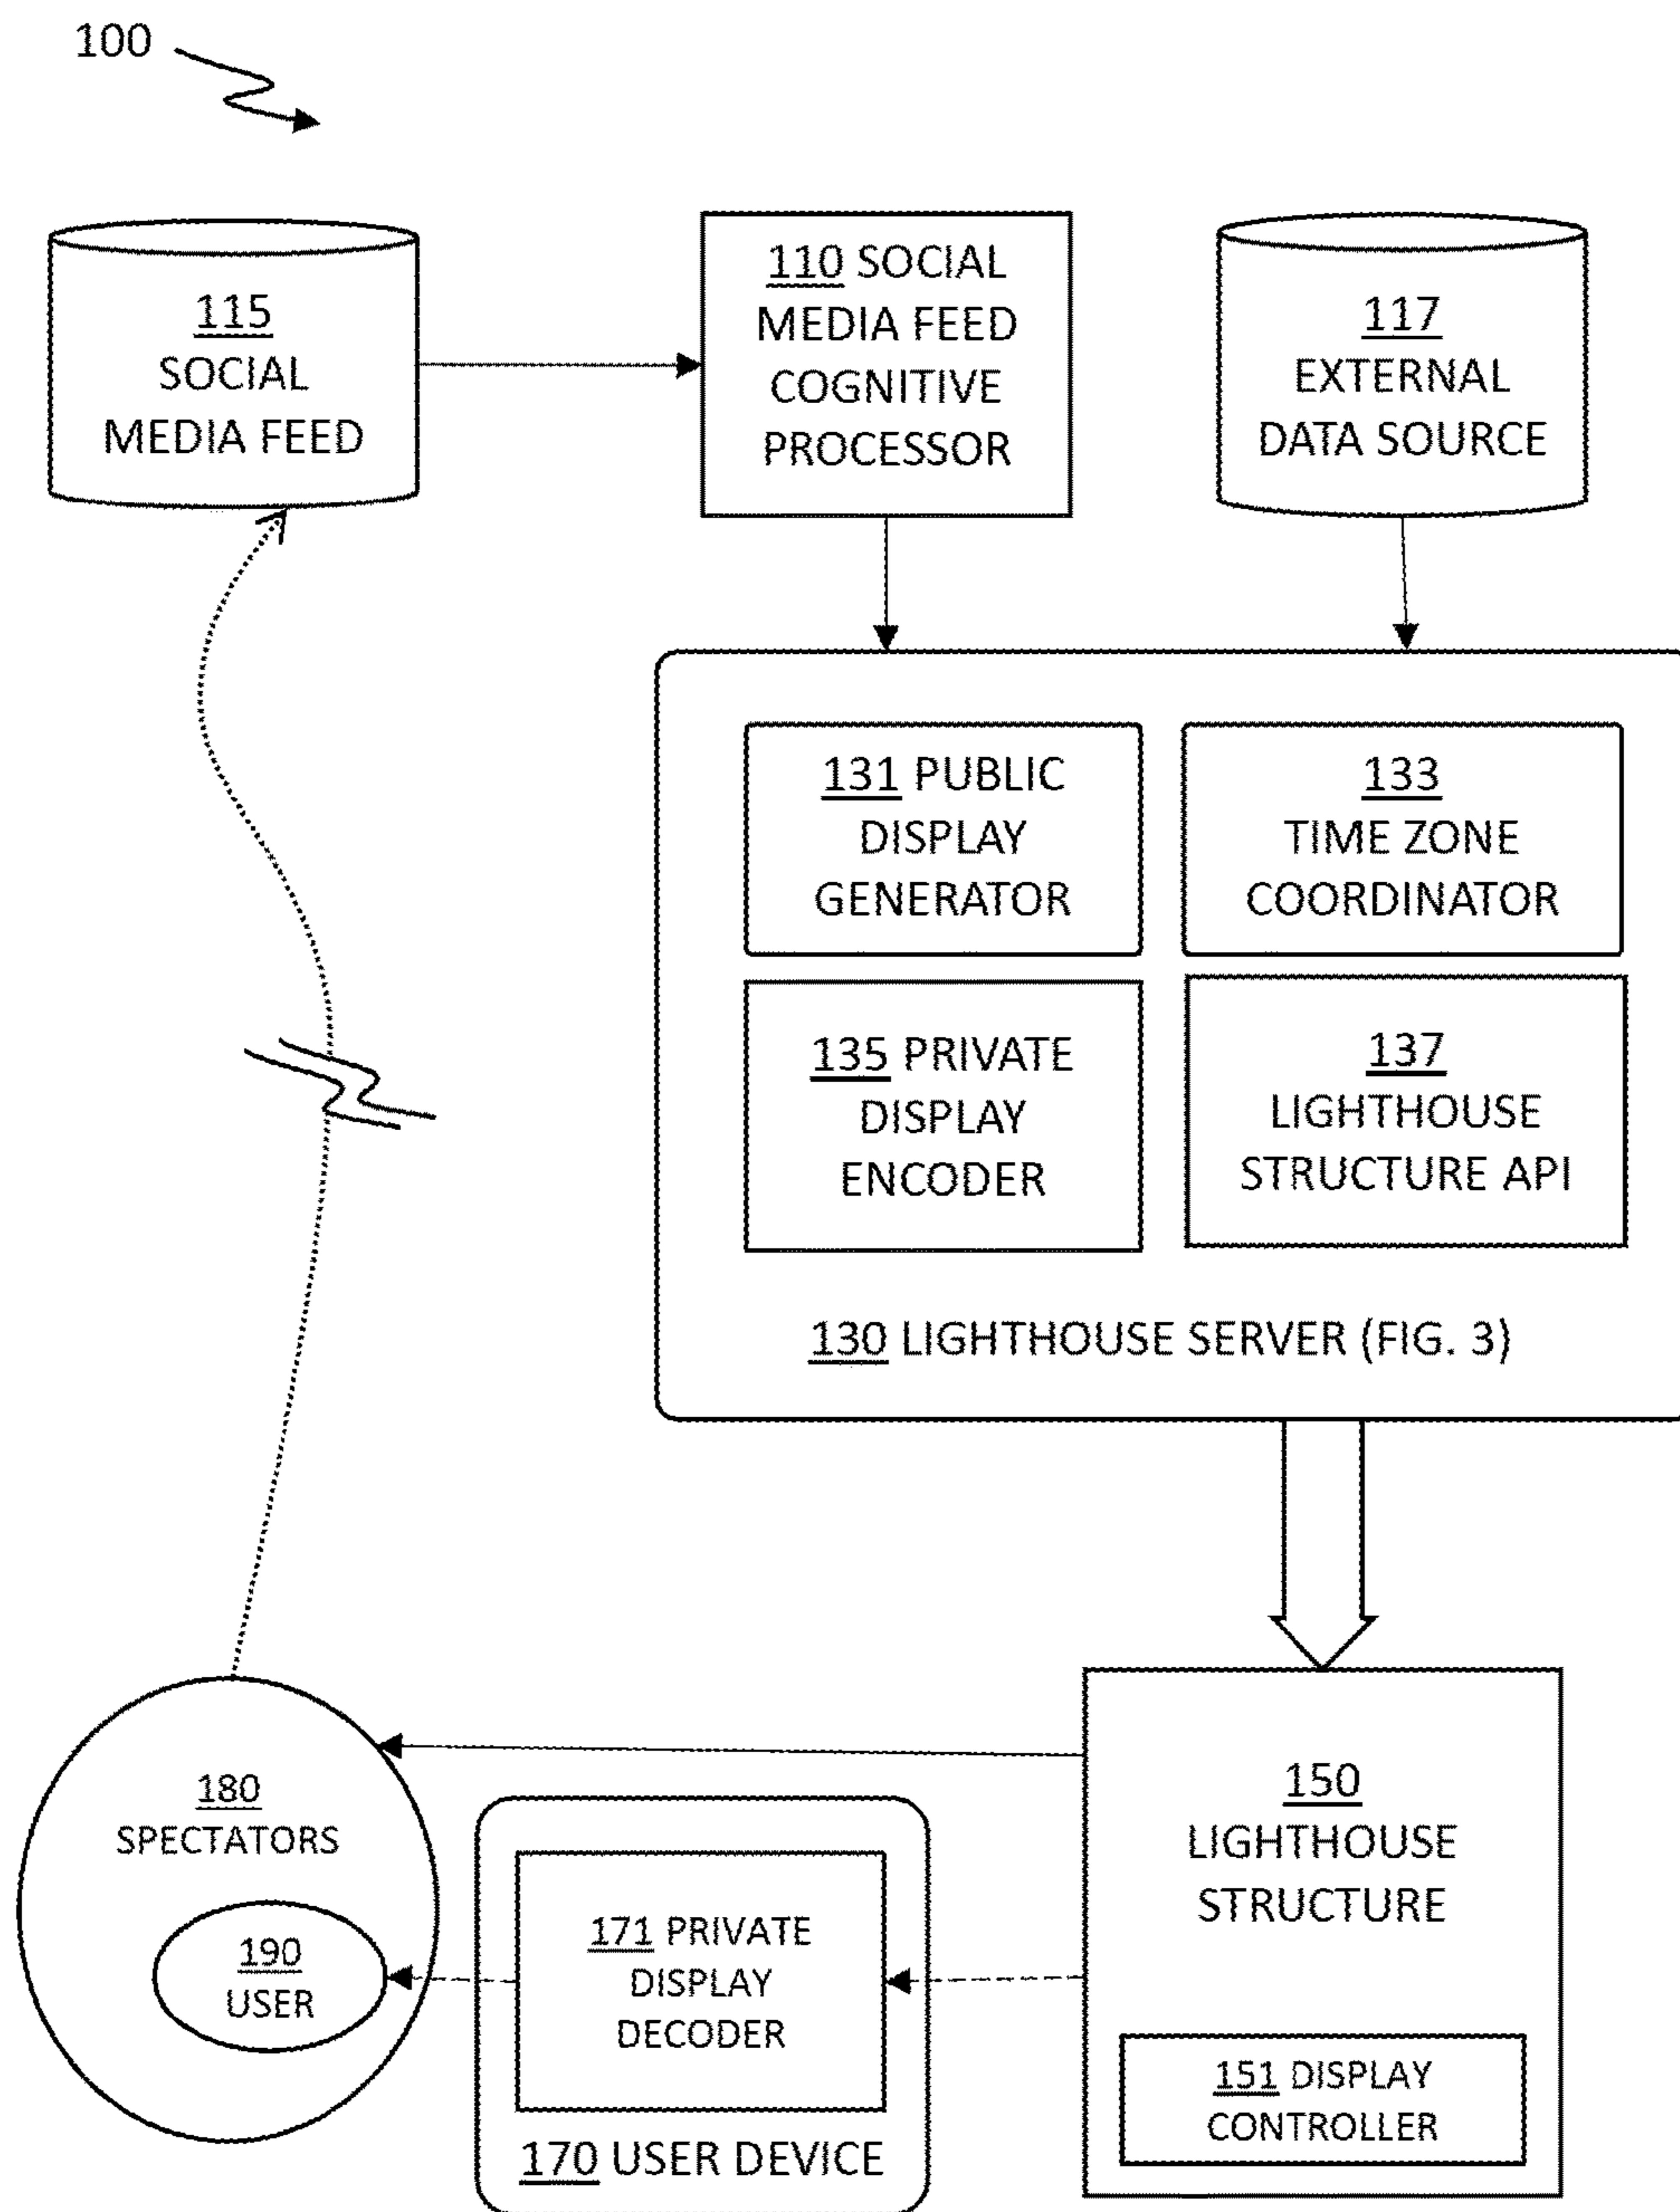 100
115
SOCIAL
MEDIA FEED
110 SOCIAL
MEDIA FEED
COGNITIVE
PROCESSOR
117
EXTERNAL
DATA SOURCE
131 PUBLIC
DISPLAY
GENERATOR
133
TIME ZONE
COORDINATOR
135 PRIVATE
DISPLAY
ENCODER
137
LIGHTHOUSE
STRUCTURE API
130 LIGHTHOUSE SERVER (FIG. 3)
180
SPECTATORS
190
USER
171 PRIVATE
DISPLAY
DECODER
170 USER DEVICE
150
LIGHTHOUSE
STRUCTURE
151 DISPLAY
CONTROLLER